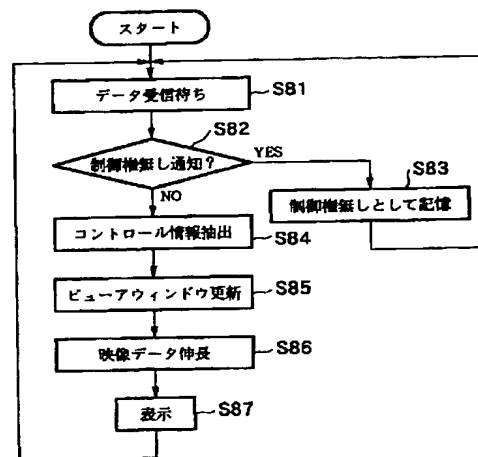 スタート
データ受信待ち
S81
S82
制御権無し通知?
YES
S83
NO
制御権無しとして記憶
コントロール情報抽出
S84
ビューアウィンドウ更新
S85
映像データ伸長
S86
表示
S87